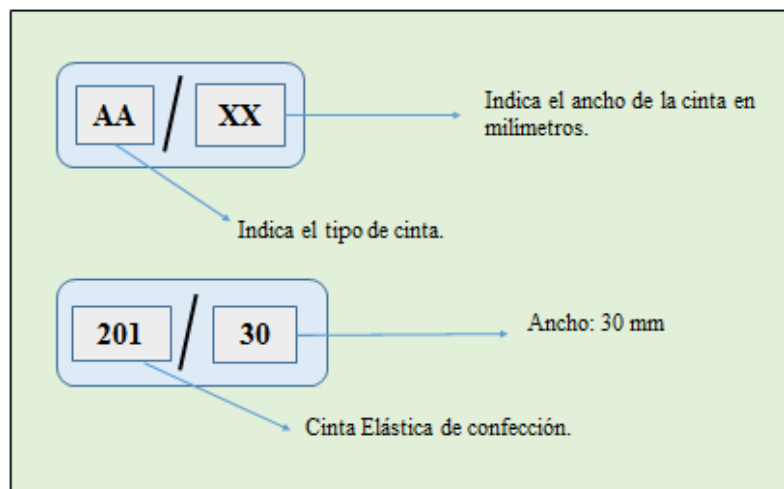 AA / XX
Indica el ancho de la cinta en
milímetros.
Indica el tipo de cinta.
201 / 30
Ancho: 30 mm
Cinta Elástica de confección.